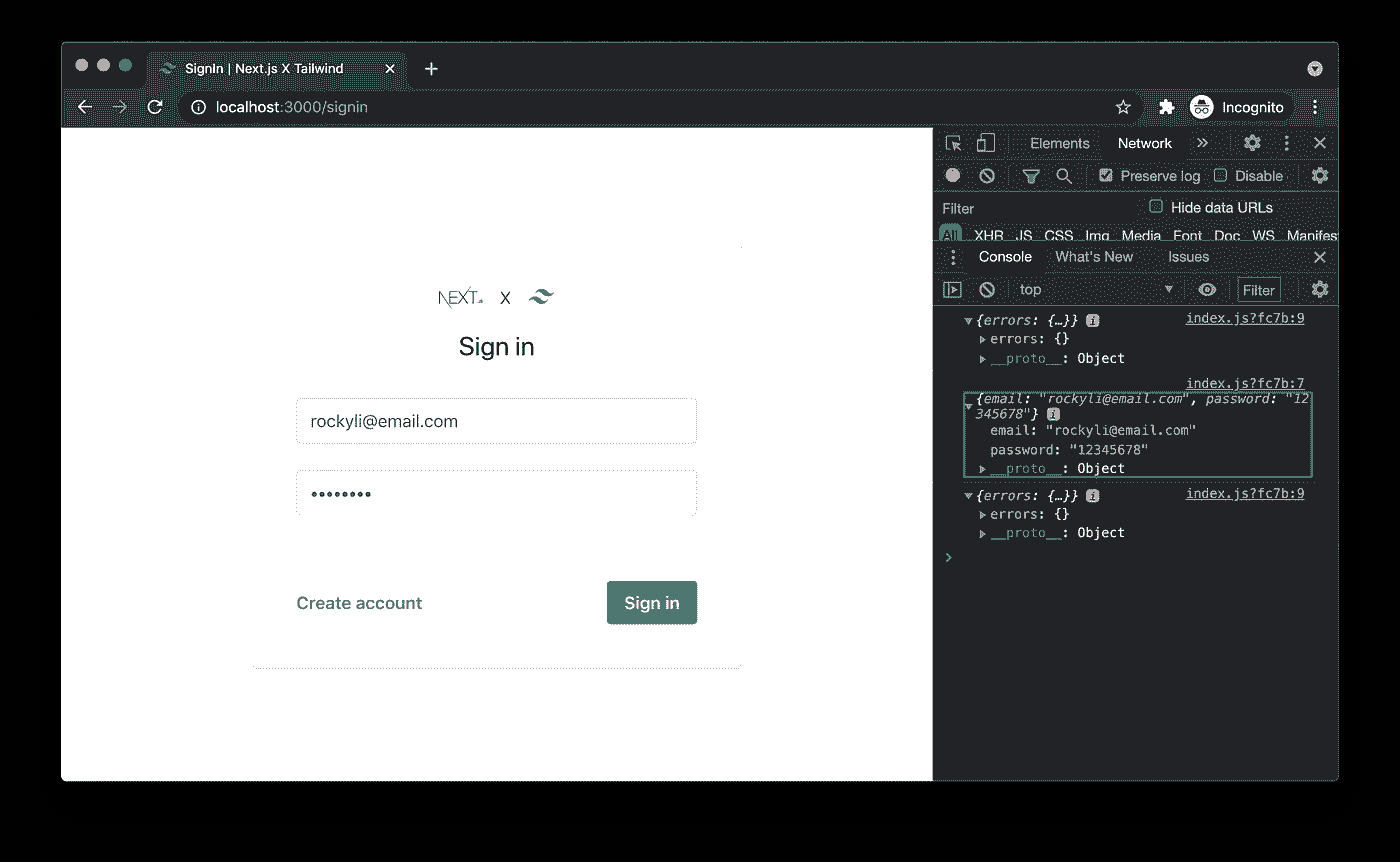 SignIn | Next.js X Tailwind
localhost:3000/signin
Incognito
Elements Network
Preserve log Disable
Filter Hide data URLs
All XHR JS CSS Img Media Font Doc WS Manifes
Console What's New Issues
top Filter
NEXT.js X
Sign in
rockyli@email.com
Create account Sign in
{errors: {…}} i index.js?fc7b:9
errors: {}
__proto__: Object
index.js?fc7b:7
{email: "rockyli@email.com", password: "12
345678"} i
email: "rockyli@email.com"
password: "12345678"
__proto__: Object
{errors: {…}} i index.js?fc7b:9
errors: {}
__proto__: Object